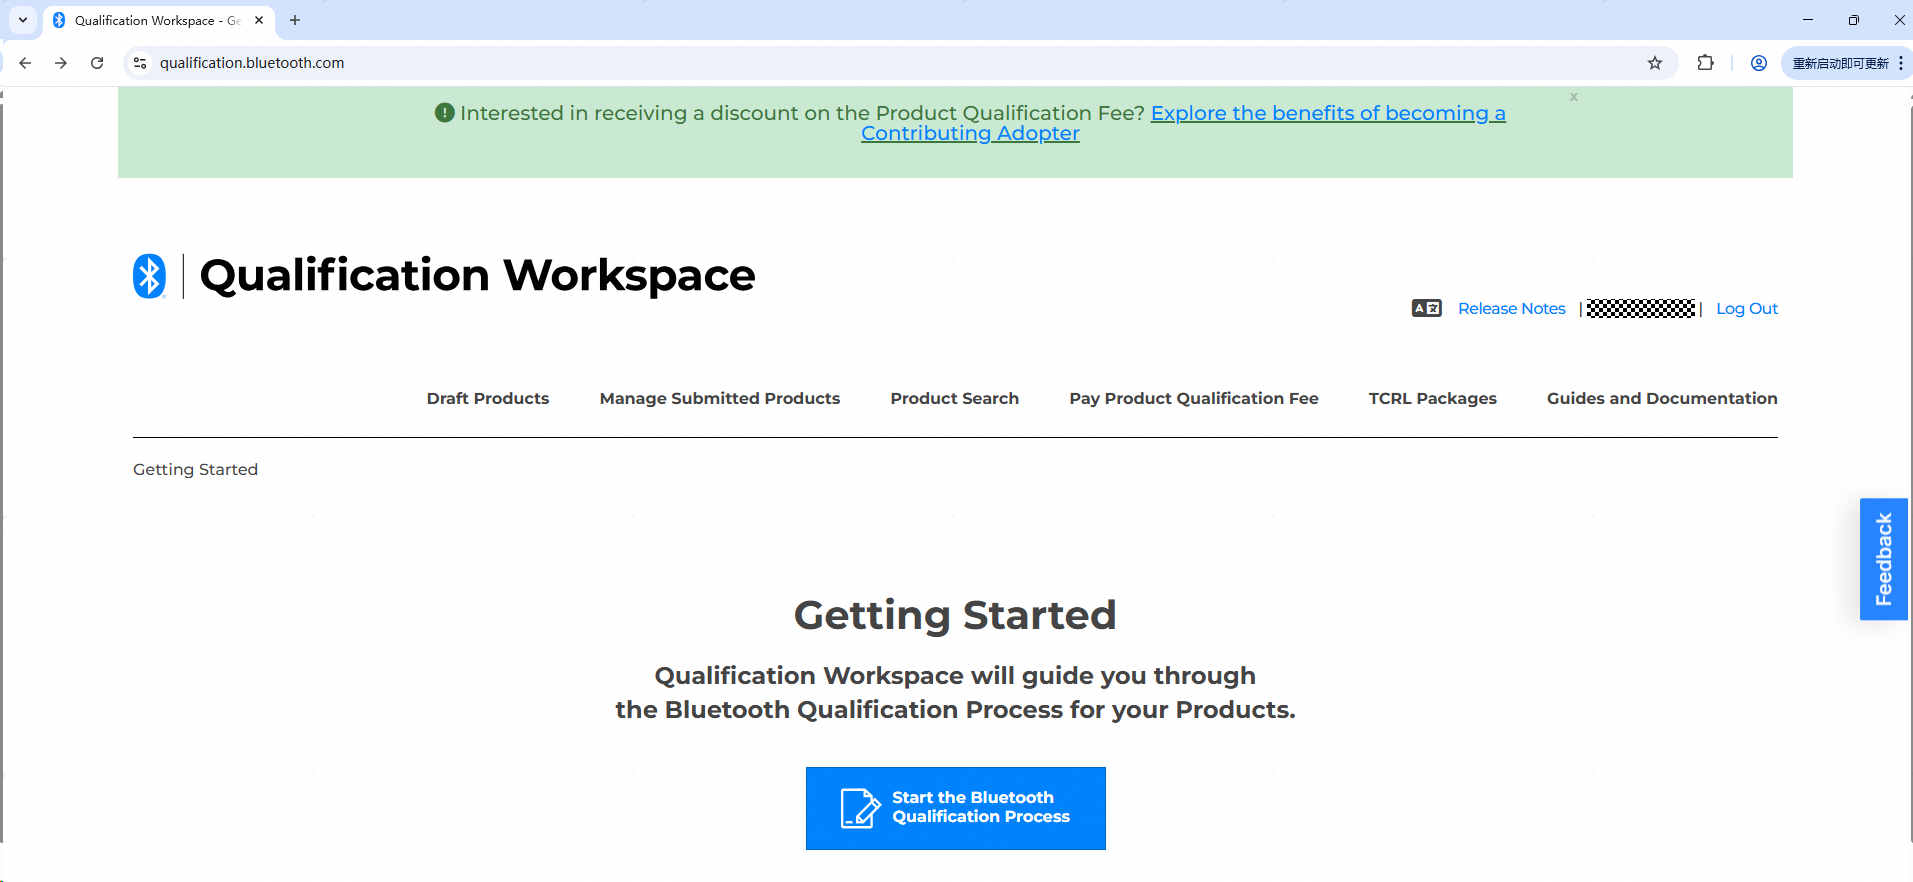 Qualification Workspace - Ge
qualification.bluetooth.com
重新启动即可更新
Interested in receiving a discount on the Product Qualification Fee? Explore the benefits of becoming a
Contributing Adopter
x
Qualification Workspace
Release Notes | | Log Out
Draft Products Manage Submitted Products Product Search Pay Product Qualification Fee TCRL Packages Guides and Documentation
Getting Started
Feedback
Getting Started
Qualification Workspace will guide you through
the Bluetooth Qualification Process for your Products.
Start the Bluetooth
Qualification Process